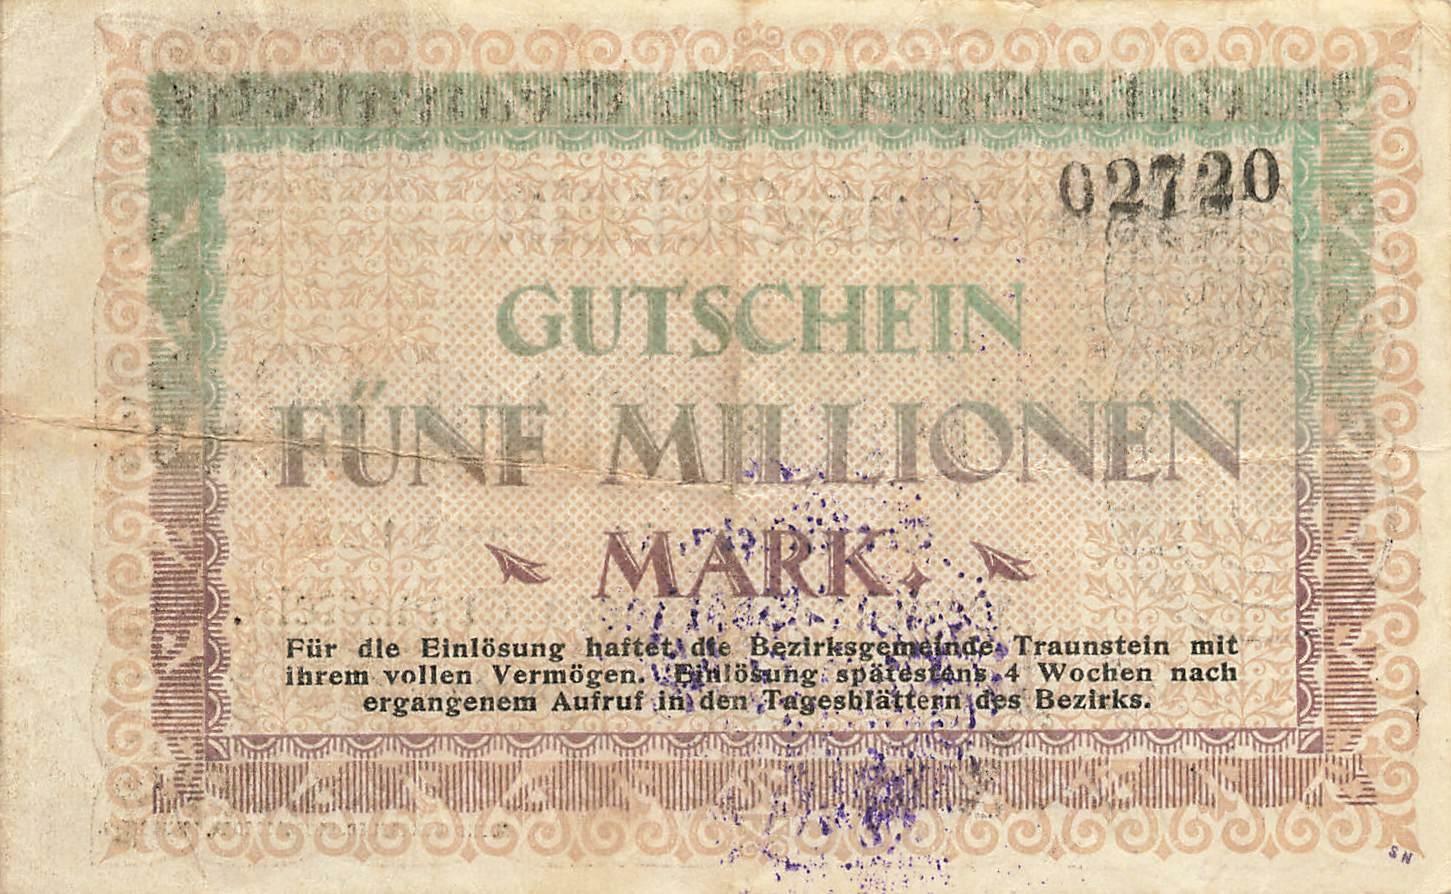 02720
GUTSCHEIN
FÜNF MILLIONEN
MARK.
Für die Einlösung haftet die Bezirksgemeinde Traunstein mit
ihrem vollen Vermögen. Einlösung spätestens 4 Wochen nach
ergangenem Aufruf in den Tagesblättern des Bezirks.
SN